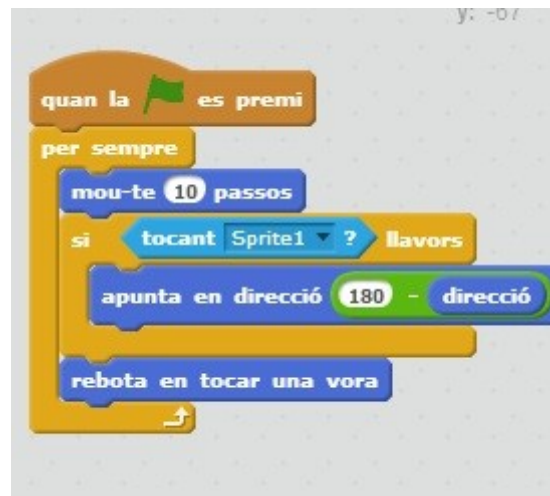 y: -67
quan la es premi
per sempre
mou-te 10 passos
si tocant Sprite1 ? llavors
apunta en direcció 180 - direcció
rebota en tocar una vora